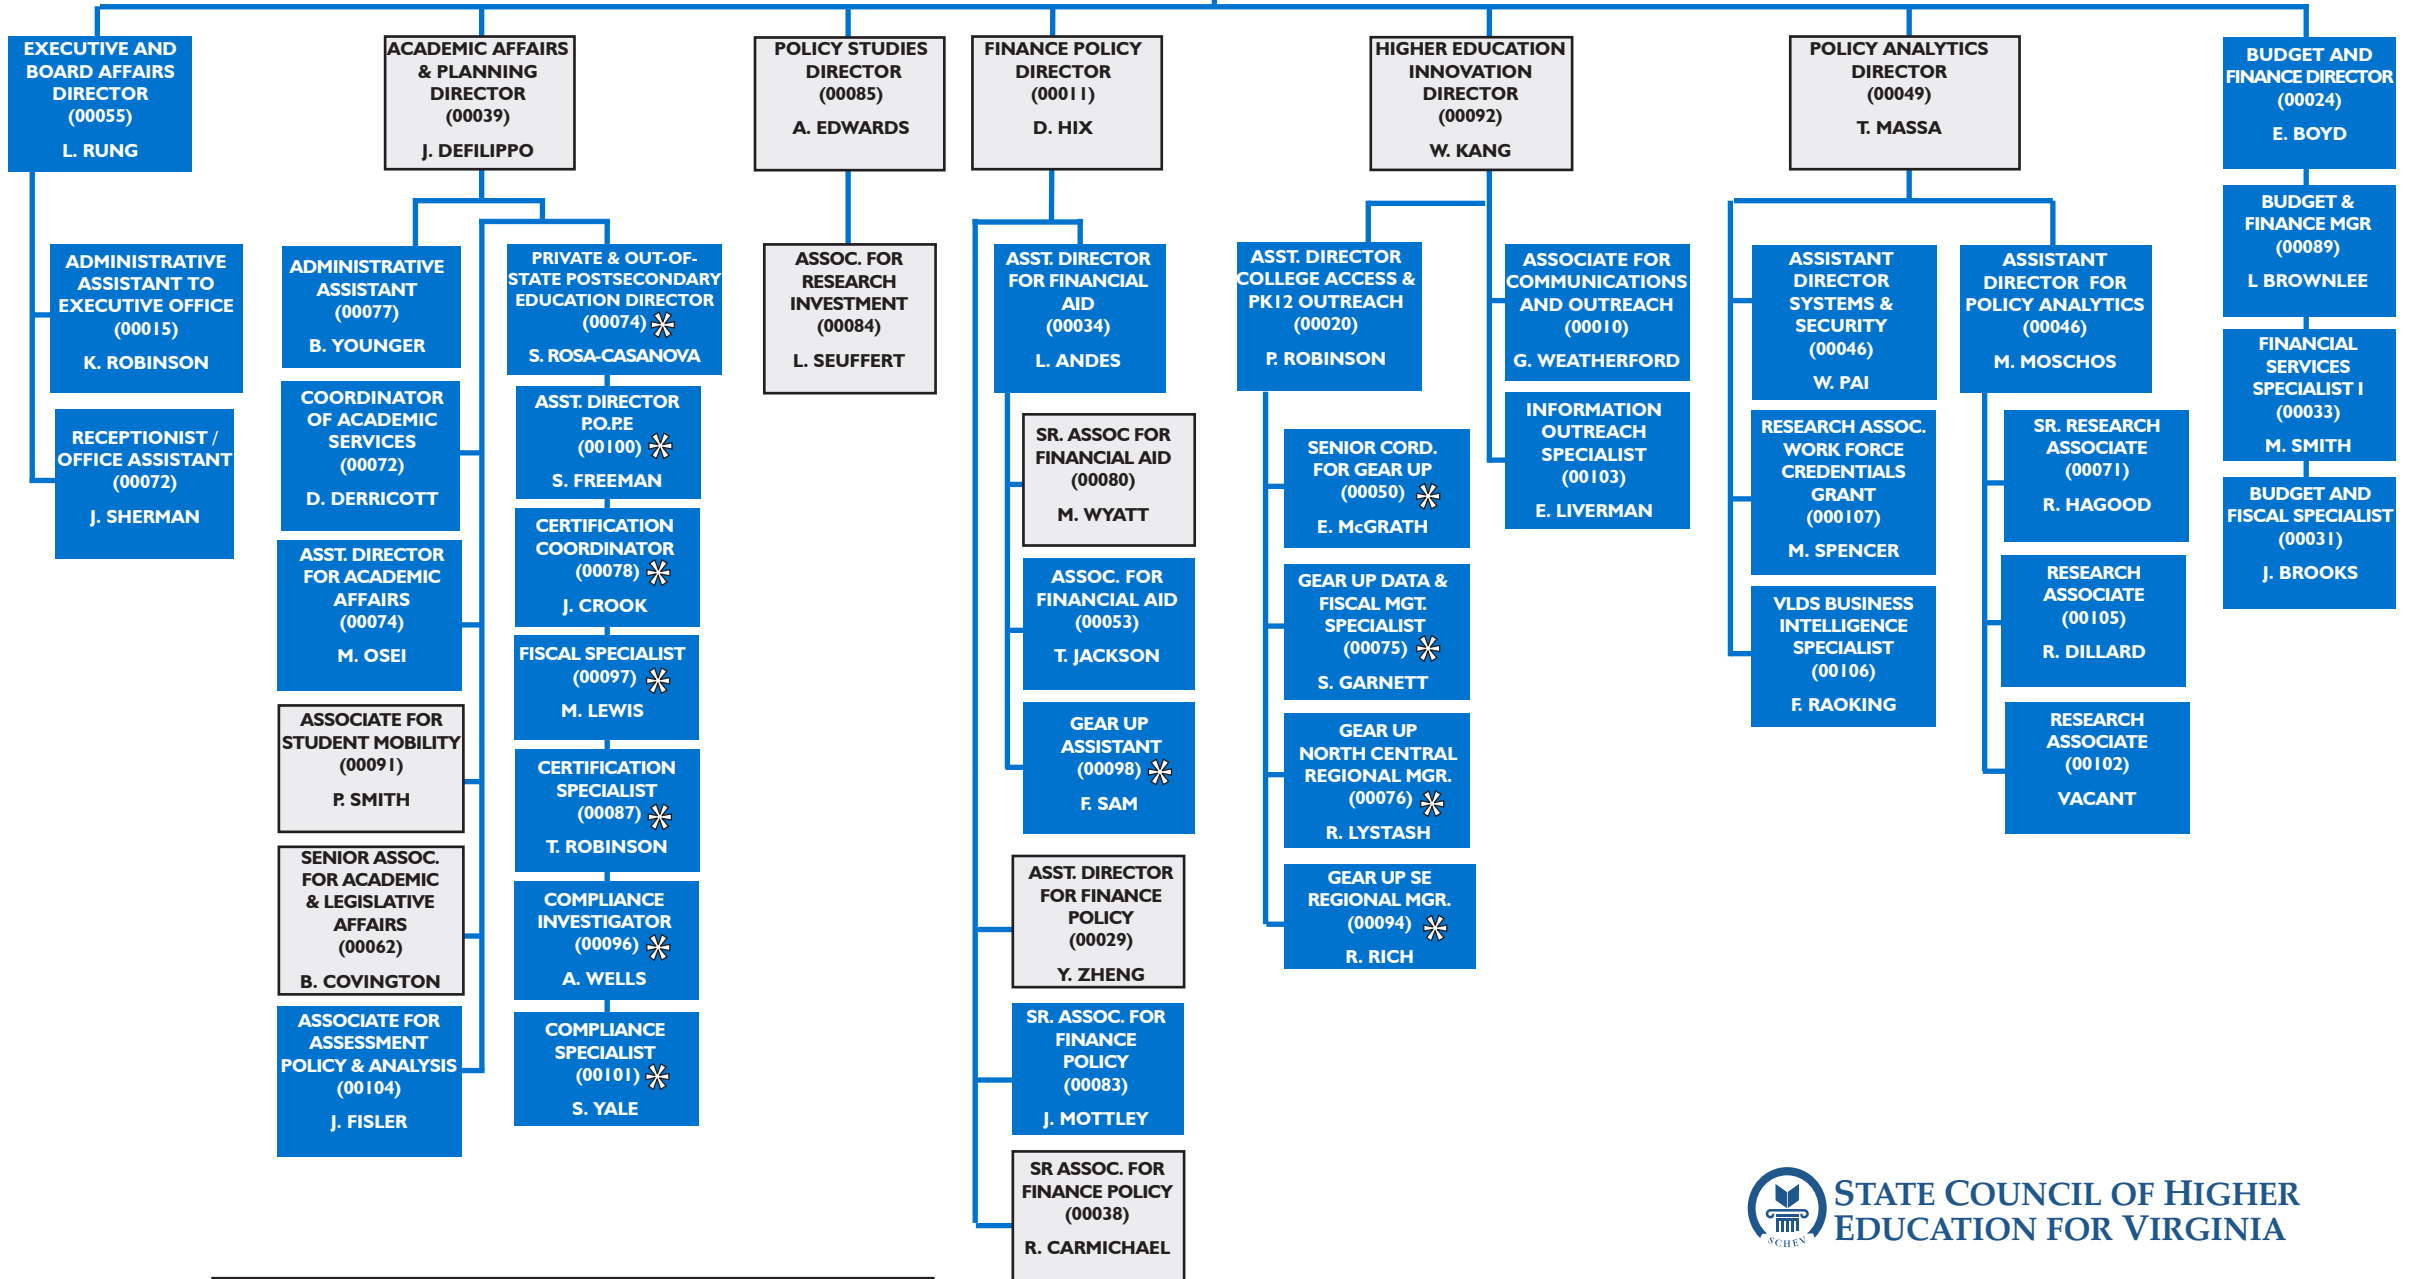 EXECUTIVE AND
BOARD AFFAIRS
DIRECTOR
(00055)
L. RUNG
ADMINISTRATIVE
ASSISTANT TO
EXECUTIVE OFFICE
(00015)
K. ROBINSON
RECEPTIONIST /
OFFICE ASSISTANT
(00072)
J. SHERMAN
ACADEMIC AFFAIRS
& PLANNING
DIRECTOR
(00039)
J. DEFILIPPO
ADMINISTRATIVE
ASSISTANT
(00077)
B. YOUNGER
COORDINATOR
OF ACADEMIC
SERVICES
(00072)
D. DERRICOTT
ASST. DIRECTOR
FOR ACADEMIC
AFFAIRS
(00074)
M. OSEI
ASSOCIATE FOR
STUDENT MOBILITY
(00091)
P. SMITH
SENIOR ASSOC.
FOR ACADEMIC
& LEGISLATIVE
AFFAIRS
(00062)
B. COVINGTON
ASSOCIATE FOR
ASSESSMENT
POLICY & ANALYSIS
(00104)
J. FISLER
PRIVATE & OUT-OF-
STATE POSTSECONDARY
EDUCATION DIRECTOR
(00074) *
S. ROSA-CASANOVA
ASST. DIRECTOR
P.O.P.E
(00100) *
S. FREEMAN
CERTIFICATION
COORDINATOR
(00078) *
J. CROOK
FISCAL SPECIALIST
(00097) *
M. LEWIS
CERTIFICATION
SPECIALIST
(00087) *
T. ROBINSON
COMPLIANCE
INVESTIGATOR
(00096) *
A. WELLS
COMPLIANCE
SPECIALIST
(00101) *
S. YALE
POLICY STUDIES
DIRECTOR
(00085)
A. EDWARDS
ASSOC. FOR
RESEARCH
INVESTMENT
(00084)
L. SEUFFERT
FINANCE POLICY
DIRECTOR
(00011)
D. HIX
ASST. DIRECTOR
FOR FINANCIAL
AID
(00034)
L. ANDES
SR. ASSOC FOR
FINANCIAL AID
(00080)
M. WYATT
ASSOC. FOR
FINANCIAL AID
(00053)
T. JACKSON
GEAR UP
ASSISTANT
(00098) *
F. SAM
ASST. DIRECTOR
FOR FINANCE
POLICY
(00029)
Y. ZHENG
SR. ASSOC. FOR
FINANCE
POLICY
(00083)
J. MOTTLEY
SR ASSOC. FOR
FINANCE POLICY
(00038)
R. CARMICHAEL
HIGHER EDUCATION
INNOVATION
DIRECTOR
(00092)
W. KANG
ASST. DIRECTOR
COLLEGE ACCESS &
PK12 OUTREACH
(00020)
P. ROBINSON
SENIOR CORD.
FOR GEAR UP
(00050) *
E. McGRATH
GEAR UP DATA &
FISCAL MGT.
SPECIALIST
(00075) *
S. GARNETT
GEAR UP
NORTH CENTRAL
REGIONAL MGR.
(00076) *
R. LYSTASH
GEAR UP SE
REGIONAL MGR.
(00094) *
R. RICH
ASSOCIATE FOR
COMMUNICATIONS
AND OUTREACH
(00010)
G. WEATHERFORD
INFORMATION
OUTREACH
SPECIALIST
(00103)
E. LIVERMAN
POLICY ANALYTICS
DIRECTOR
(00049)
T. MASSA
ASSISTANT
DIRECTOR
SYSTEMS &
SECURITY
(00046)
W. PAI
RESEARCH ASSOC.
WORK FORCE
CREDENTIALS
GRANT
(000107)
M. SPENCER
VLDS BUSINESS
INTELLIGENCE
SPECIALIST
(00106)
F. RAOKING
ASSISTANT
DIRECTOR FOR
POLICY ANALYTICS
(00046)
M. MOSCHOS
SR. RESEARCH
ASSOCIATE
(00071)
R. HAGOOD
RESEARCH
ASSOCIATE
(00105)
R. DILLARD
RESEARCH
ASSOCIATE
(00102)
VACANT
BUDGET AND
FINANCE DIRECTOR
(00024)
E. BOYD
BUDGET &
FINANCE MGR
(00089)
L BROWNLEE
FINANCIAL
SERVICES
SPECIALIST I
(00033)
M. SMITH
BUDGET AND
FISCAL SPECIALIST
(00031)
J. BROOKS
STATE COUNCIL OF HIGHER
EDUCATION FOR VIRGINIA
SCHEV